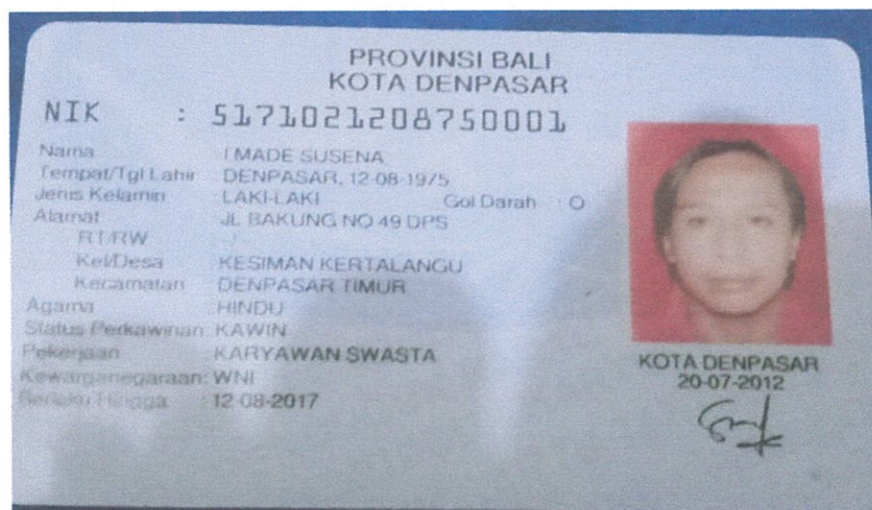 PROVINSI BALI
KOTA DENPASAR
NIK : 5171021208750001
Nama : I MADE SUSENA
Tempat/Tgl Lahir : DENPASAR, 12-08-1975
Jenis Kelamin : LAKI-LAKI Gol Darah : O
Alamat : JL BAKUNG NO 49 DPS
RT/RW : -/
Kel/Desa : KESIMAN KERTALANGU
Kecamatan : DENPASAR TIMUR
Agama : HINDU
Status Perkawinan: KAWIN
Pekerjaan : KARYAWAN SWASTA
Kewarganegaraan: WNI
Berlaku Hingga : 12-08-2017
KOTA DENPASAR
20-07-2012